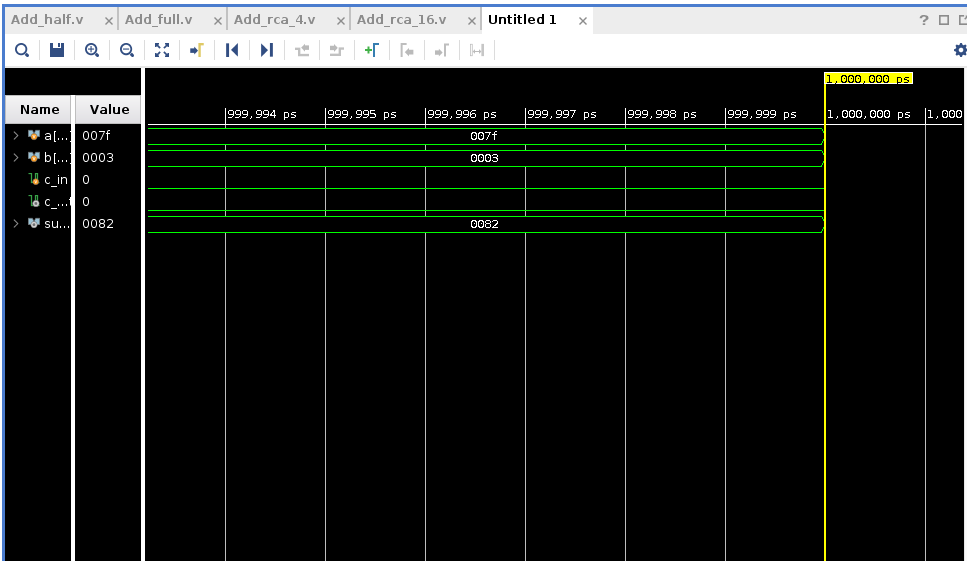 Add_half.v × Add_full.v × Add_rca_4.v × Add_rca_16.v × Untitled 1 × ?
1,000,000 ps
Name Value
999,994 ps 999,995 ps 999,996 ps 999,997 ps 999,998 ps 999,999 ps 1,000,000 ps 1,000
a[...] 007f 007f
b[...] 0003 0003
c_in 0
c_...t 0
su... 0082 0082